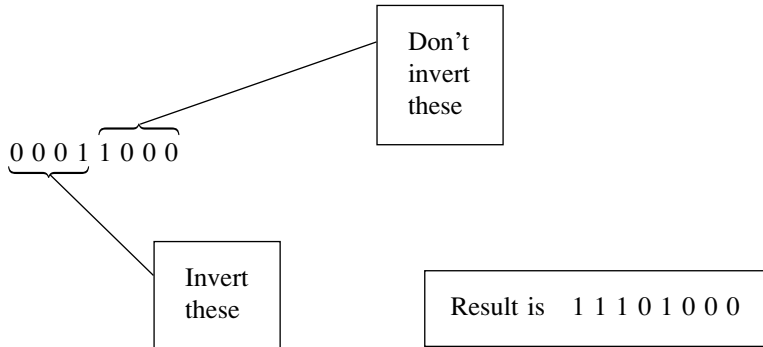 Don't
invert
these
0 0 0 1 1 0 0 0
Invert
these
Result is 1 1 1 0 1 0 0 0